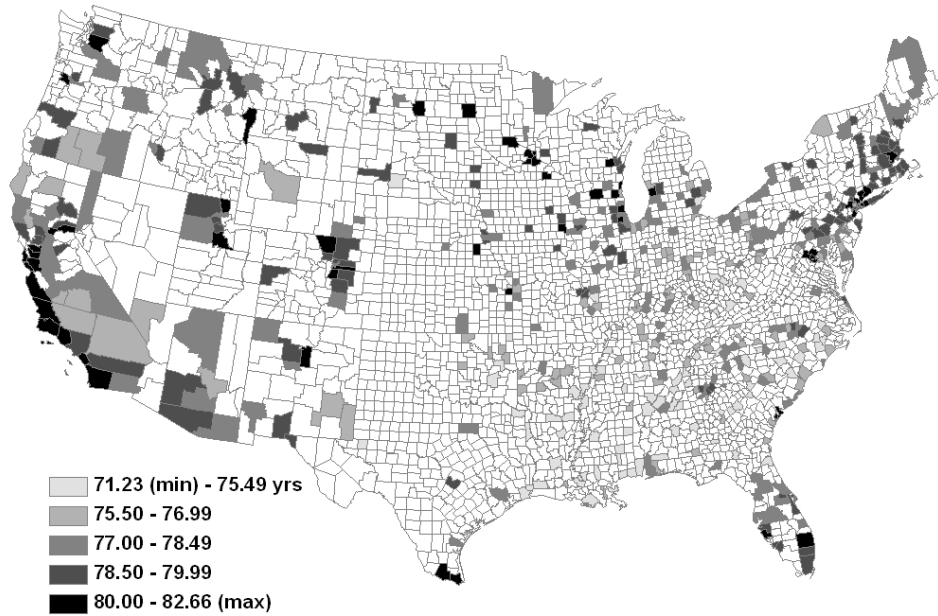 71.23 (min) - 75.49 yrs
75.50 - 76.99
77.00 - 78.49
78.50 - 79.99
80.00 - 82.66 (max)